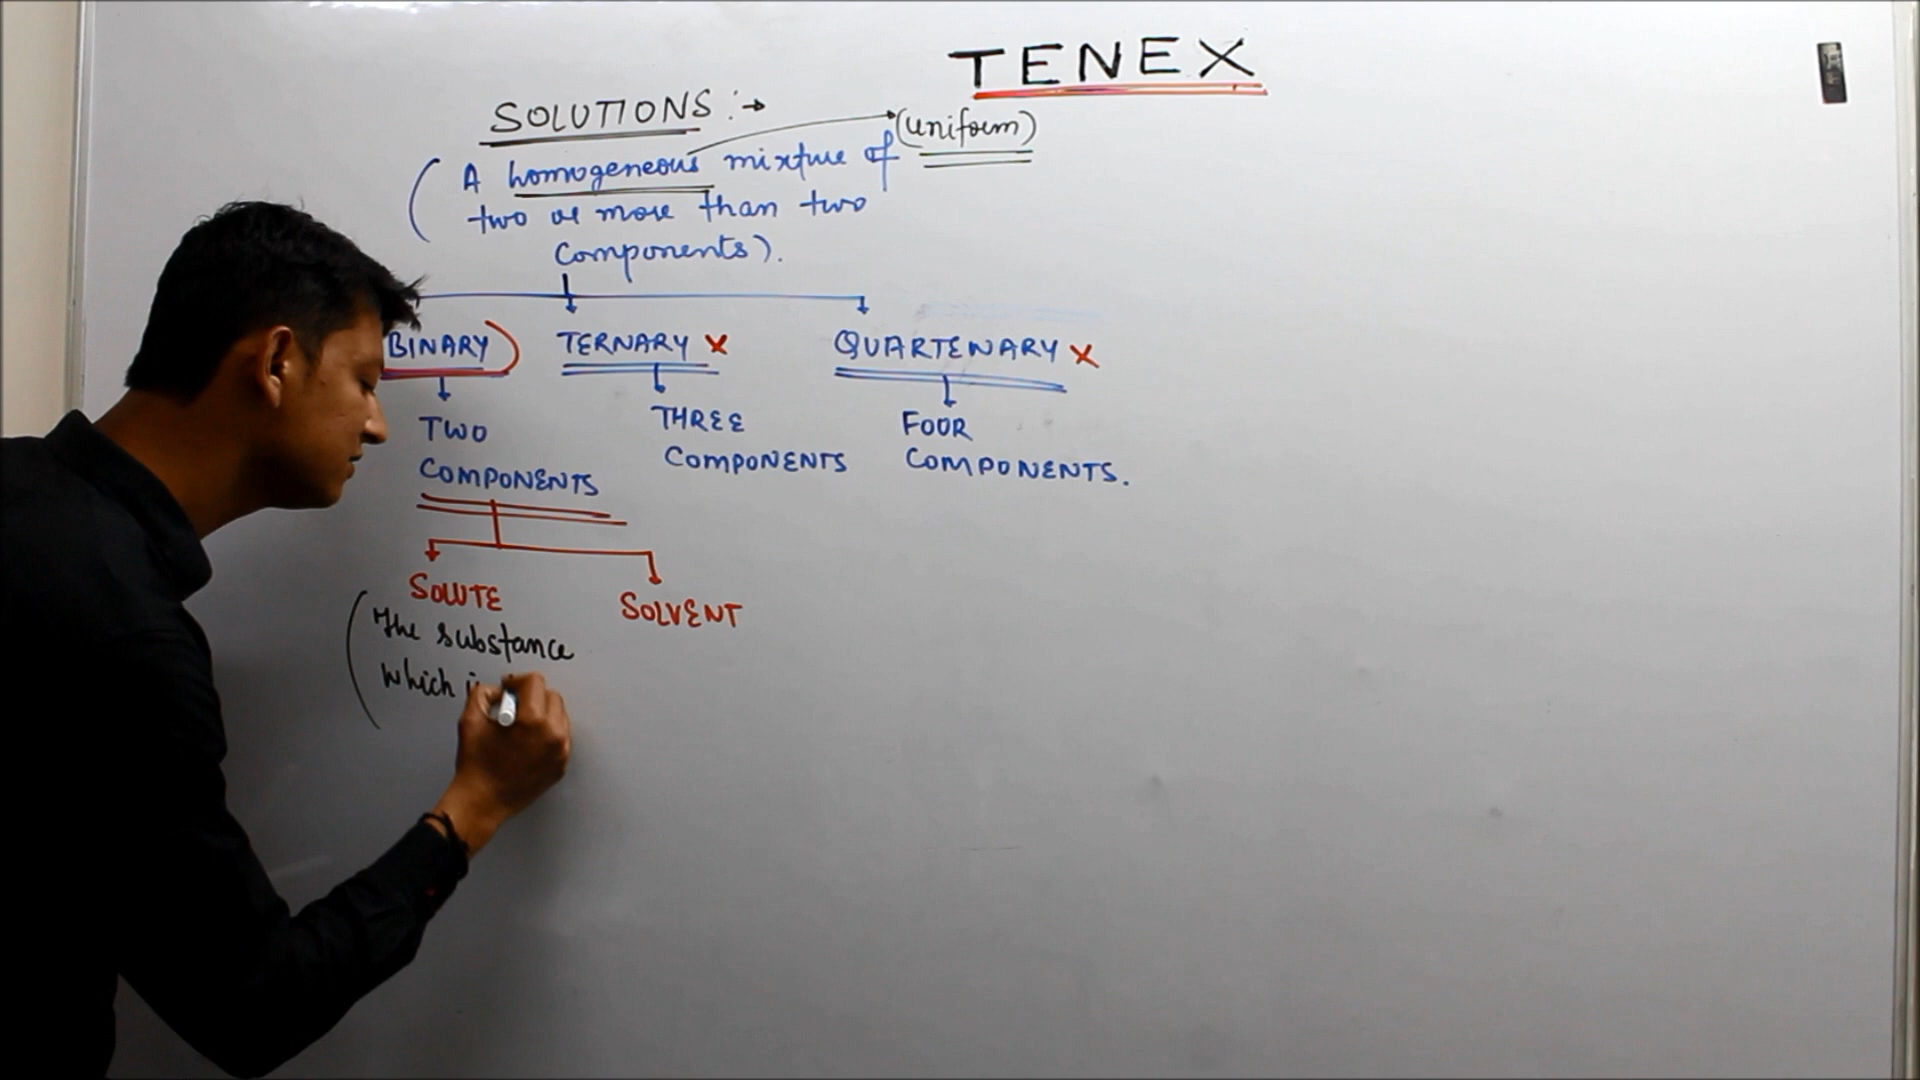 TENEX
SOLUTIONS :→
(uniform)
( A homogeneous mixture of
two or more than two
components).
BINARY) TERNARY X QUARTENARY X
TWO
COMPONENTS
THREE
COMPONENTS
FOUR
COMPONENTS.
SOLUTE
SOLVENT
( The substance
which